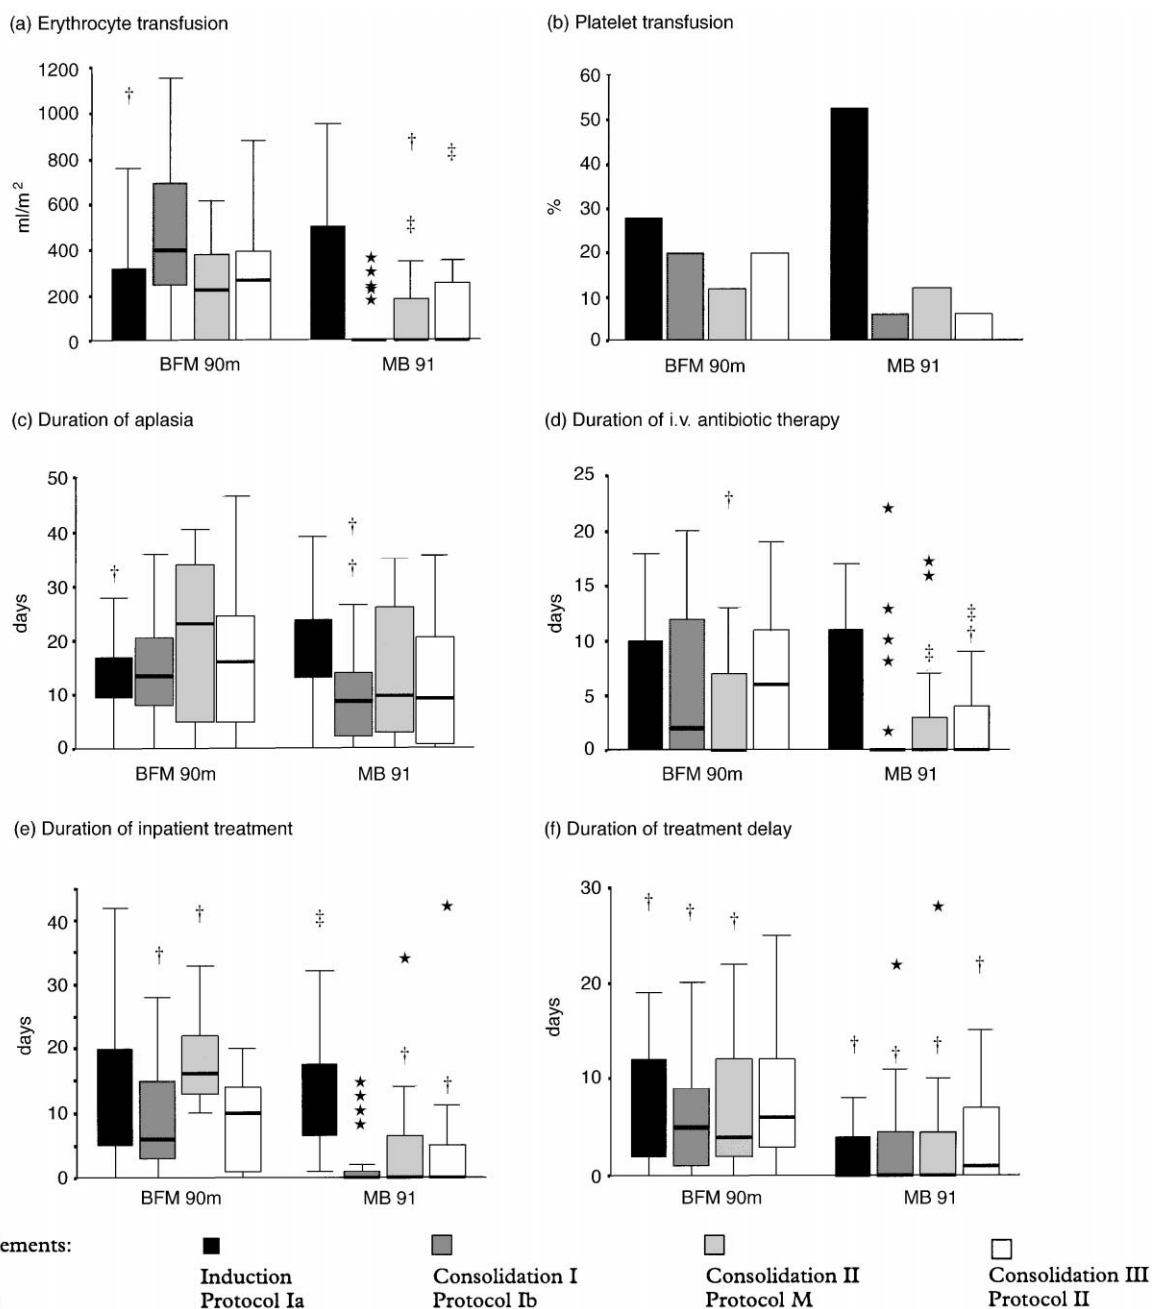 (a) Erythrocyte transfusion
1200
1000
800
600
400
200
0
ml/m²
†
†
‡
‡
BFM 90m
MB 91
(b) Platelet transfusion
60
50
40
30
20
10
0
%
BFM 90m
MB 91
(c) Duration of aplasia
50
40
30
20
10
0
days
†
†
†
BFM 90m
MB 91
(d) Duration of i.v. antibiotic therapy
25
20
15
10
5
0
days
†
‡
‡
†
BFM 90m
MB 91
(e) Duration of inpatient treatment
40
30
20
10
0
days
†
†
‡
†
†
BFM 90m
MB 91
(f) Duration of treatment delay
30
20
10
0
days
†
†
†
†
†
†
†
BFM 90m
MB 91
ements:
Induction
Protocol Ia
Consolidation I
Protocol Ib
Consolidation II
Protocol M
Consolidation III
Protocol II